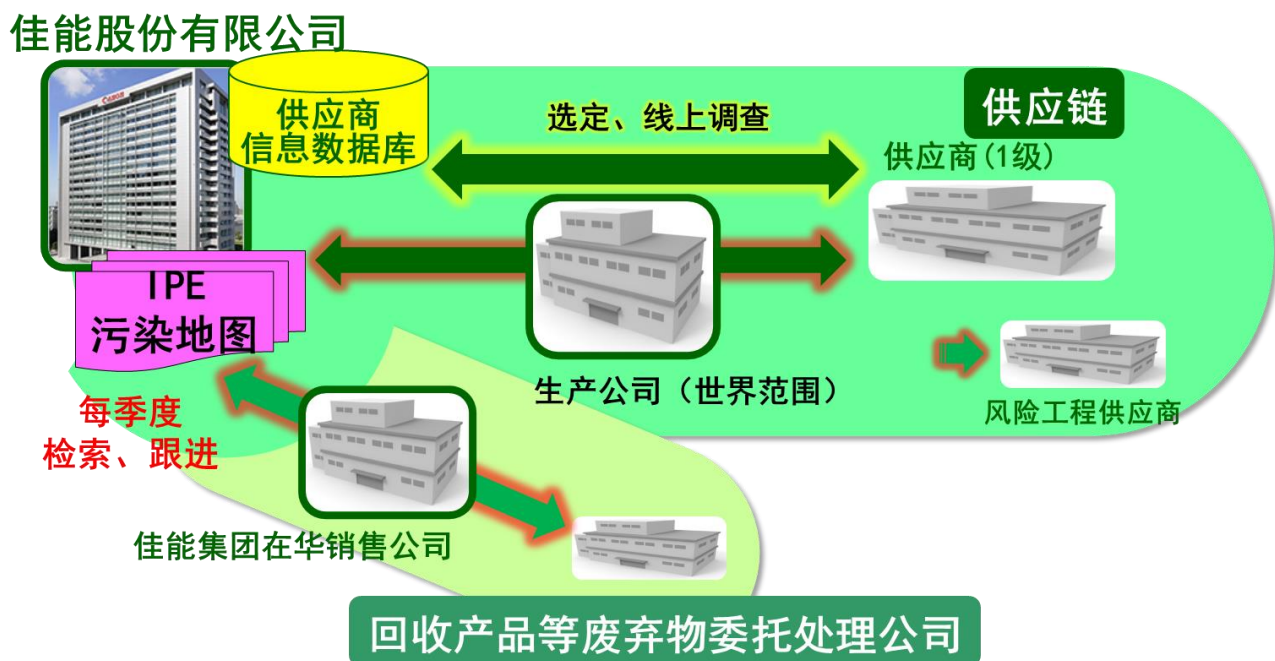 佳能股份有限公司
供应商
信息数据库
选定、线上调查
供应链
供应商(1级)
IPE
污染地图
生产公司（世界范围）
风险工程供应商
每季度
检索、跟进
佳能集团在华销售公司
回收产品等废弃物委托处理公司